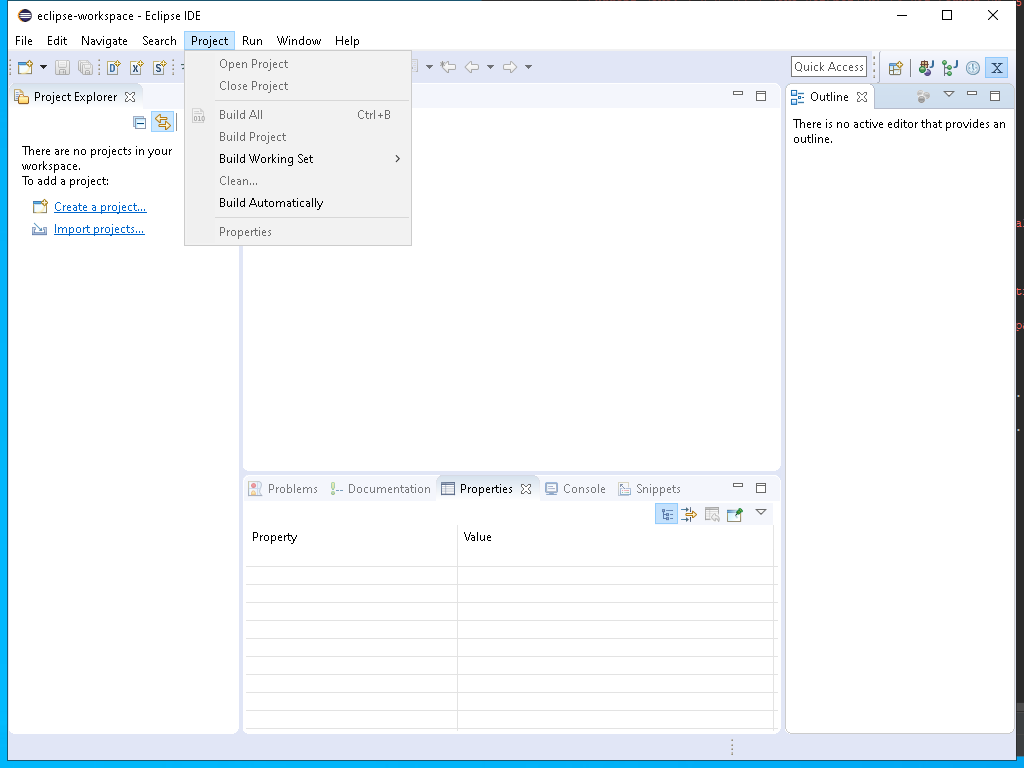 eclipse-workspace - Eclipse IDE
File Edit Navigate Search Project Run Window Help
Quick Access
Open Project
Close Project
Build All Ctrl+B
Build Project
Build Working Set
Clean...
Build Automatically
Properties
Project Explorer
There are no projects in your
workspace.
To add a project:
Create a project...
Import projects...
Outline
There is no active editor that provides an
outline.
Problems Documentation Properties Console Snippets
Property Value